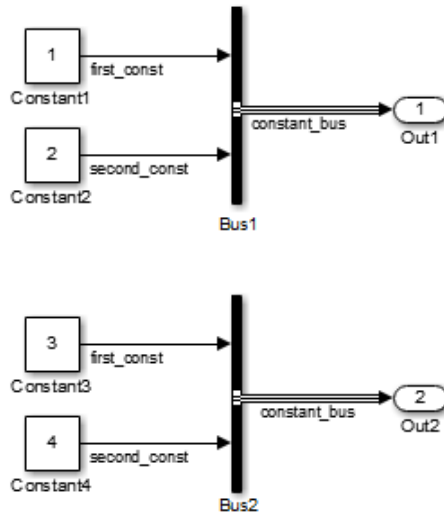 1
first_const
Constant1
1
constant_bus
Out1
2
second_const
Constant2
Bus1
3
first_const
Constant3
2
constant_bus
Out2
4
second_const
Constant4
Bus2